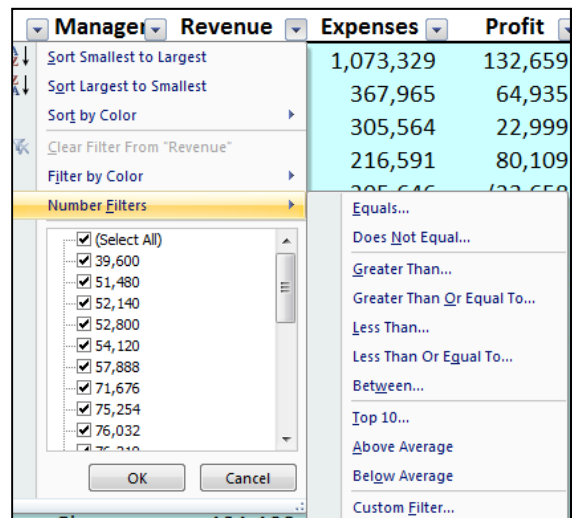 Manager Revenue Expenses Profit
Sort Smallest to Largest
Sort Largest to Smallest
Sort by Color
Clear Filter From "Revenue"
Filter by Color
Number Filters
(Select All)
39,600
51,480
52,140
52,800
54,120
57,888
71,676
75,254
76,032
OK Cancel
1,073,329 132,659
367,965 64,935
305,564 22,999
216,591 80,109
Equals...
Does Not Equal...
Greater Than...
Greater Than Or Equal To...
Less Than...
Less Than Or Equal To...
Between...
Top 10...
Above Average
Below Average
Custom Filter...